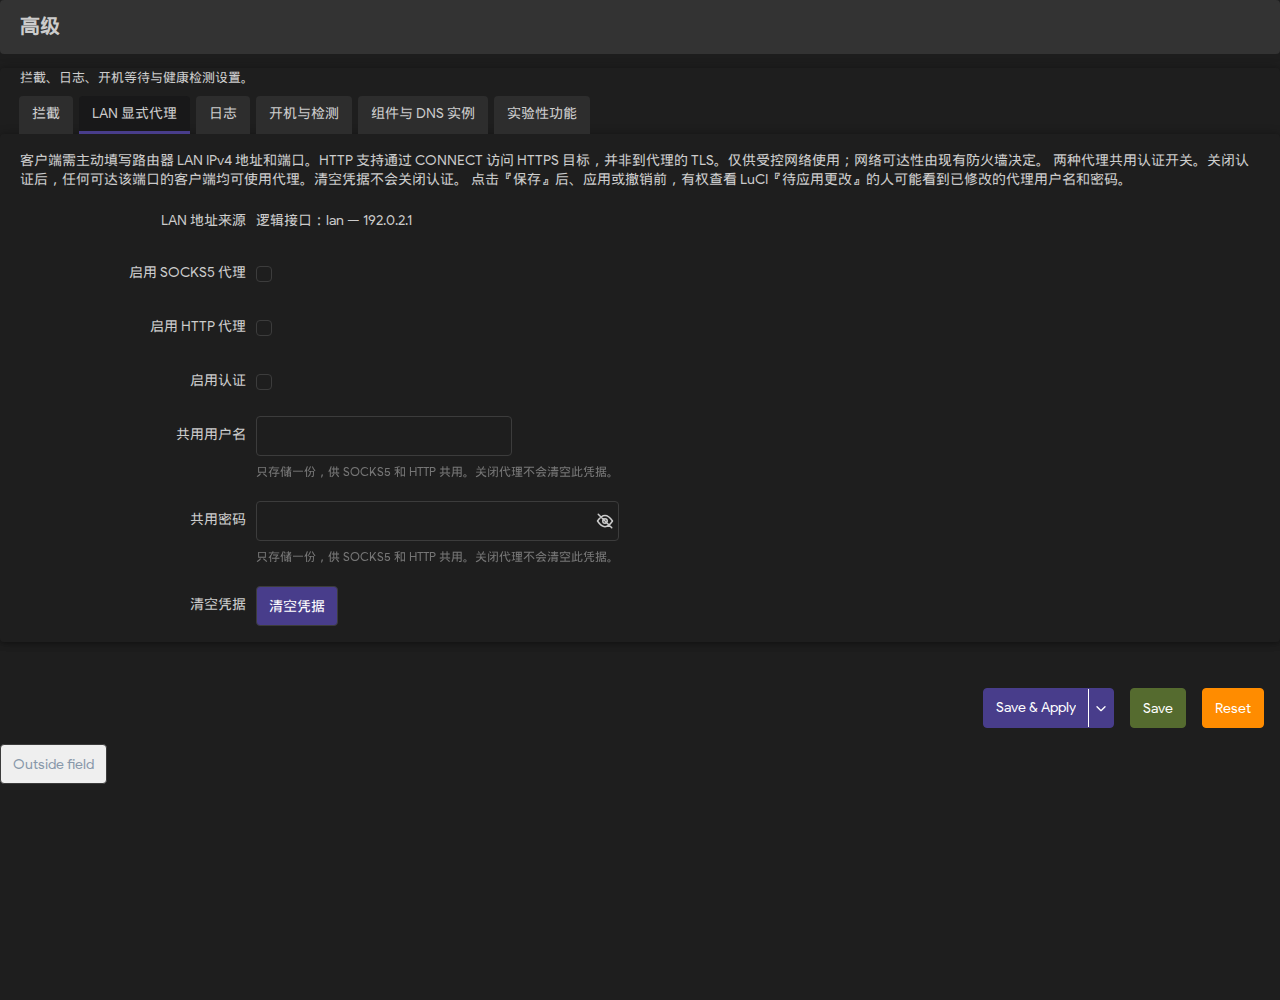 高级
拦截、日志、开机等待与健康检测设置。
拦截
LAN 显式代理
日志
开机与检测
组件与 DNS 实例
实验性功能
客户端需主动填写路由器 LAN IPv4 地址和端口。HTTP 支持通过 CONNECT 访问 HTTPS 目标，并非到代理的 TLS。仅供受控网络使用；网络可达性由现有防火墙决定。 两种代理共用认证开关。关闭认
证后，任何可达该端口的客户端均可使用代理。清空凭据不会关闭认证。 点击『保存』后、应用或撤销前，有权查看 LuCI『待应用更改』的人可能看到已修改的代理用户名和密码。
LAN 地址来源 逻辑接口：lan — 192.0.2.1
启用 SOCKS5 代理
启用 HTTP 代理
启用认证
共用用户名
只存储一份，供 SOCKS5 和 HTTP 共用。关闭代理不会清空此凭据。
共用密码
只存储一份，供 SOCKS5 和 HTTP 共用。关闭代理不会清空此凭据。
清空凭据 清空凭据
Save & Apply
Save
Reset
Outside field